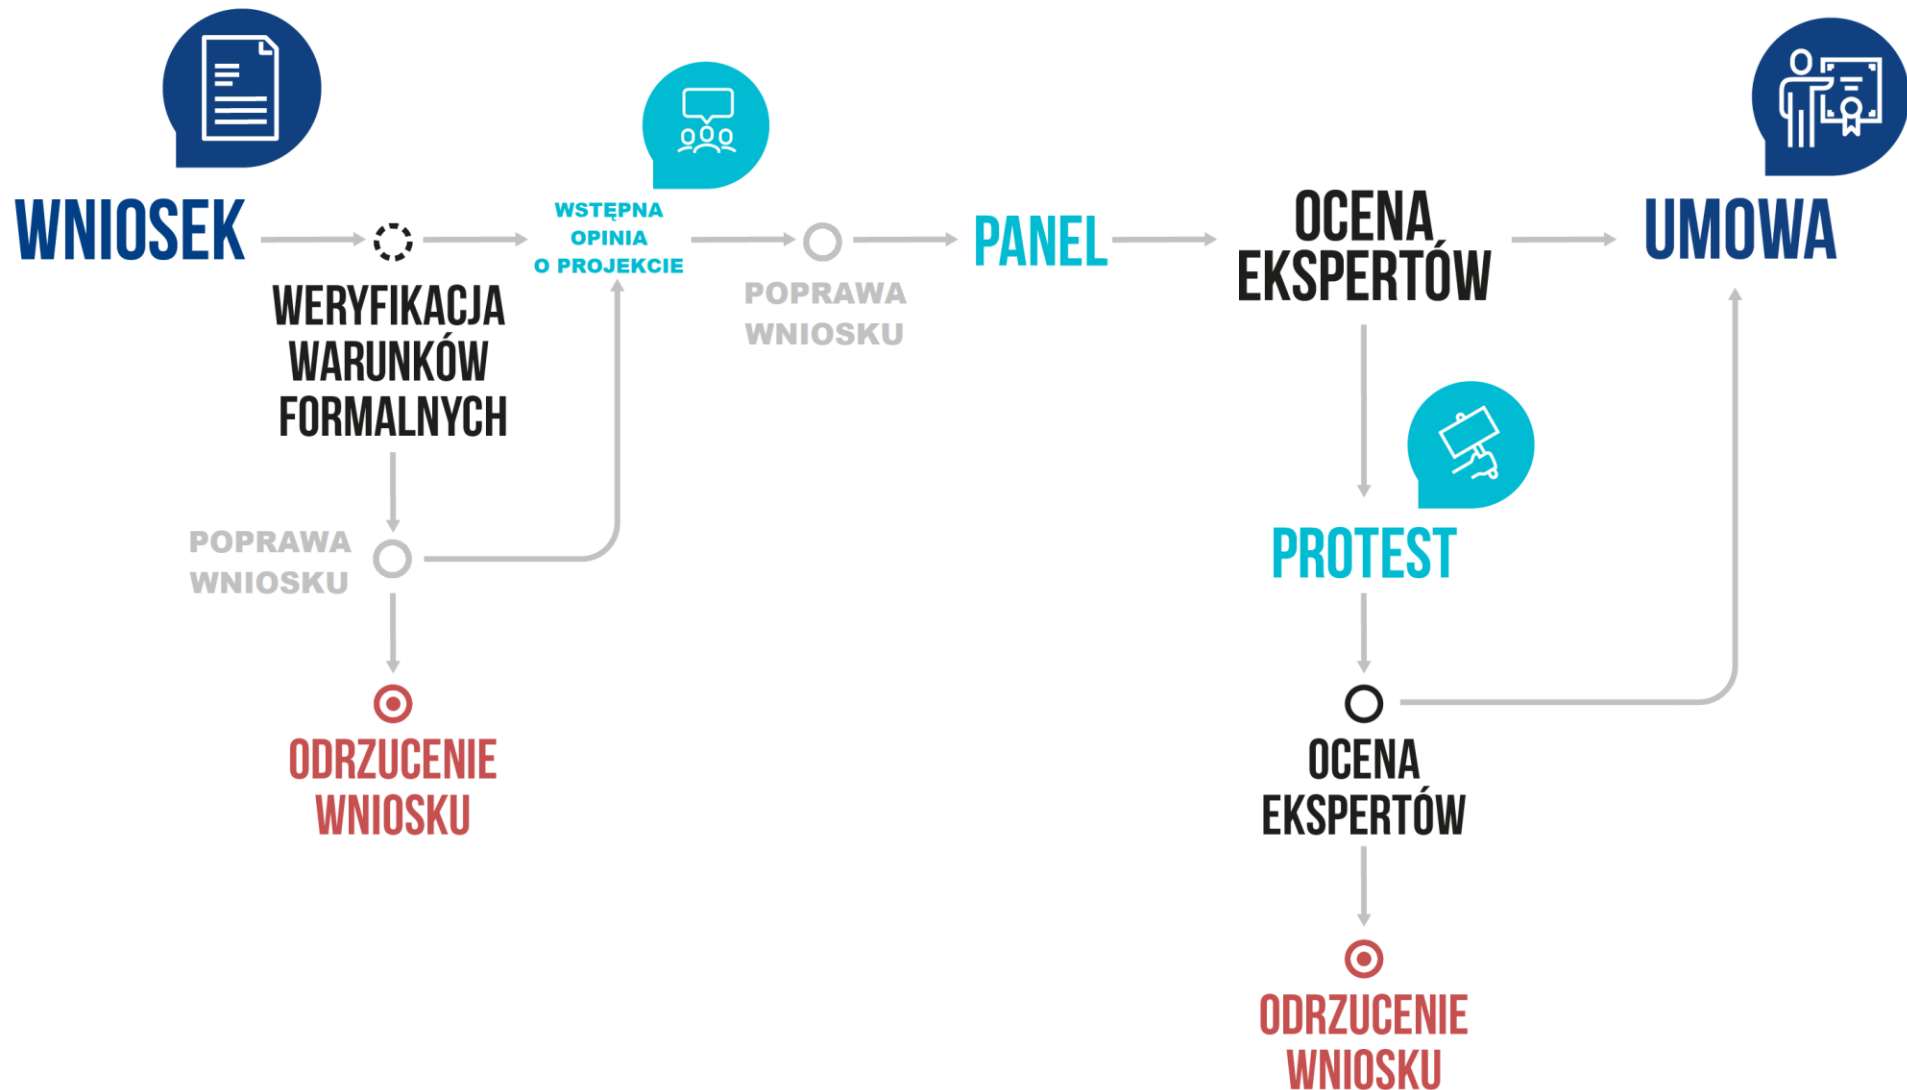 WNIOSEK
WERYFIKACJA
WARUNKÓW
FORMALNYCH
POPRAWA
WNIOSKU
ODRZUCENIE
WNIOSKU
WSTĘPNA
OPINIA
O PROJEKCIE
POPRAWA
WNIOSKU
PANEL
OCENA
EKSPERTÓW
PROTEST
OCENA
EKSPERTÓW
ODRZUCENIE
WNIOSKU
UMOWA